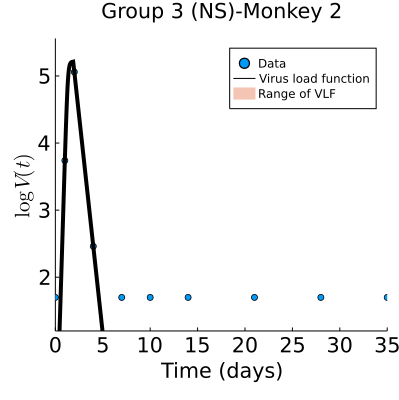 Group 3 (NS)-Monkey 2
Data
Virus load function
Range of VLF
log V(t)
5
4
3
2
0 5 10 15 20 25 30 35
Time (days)